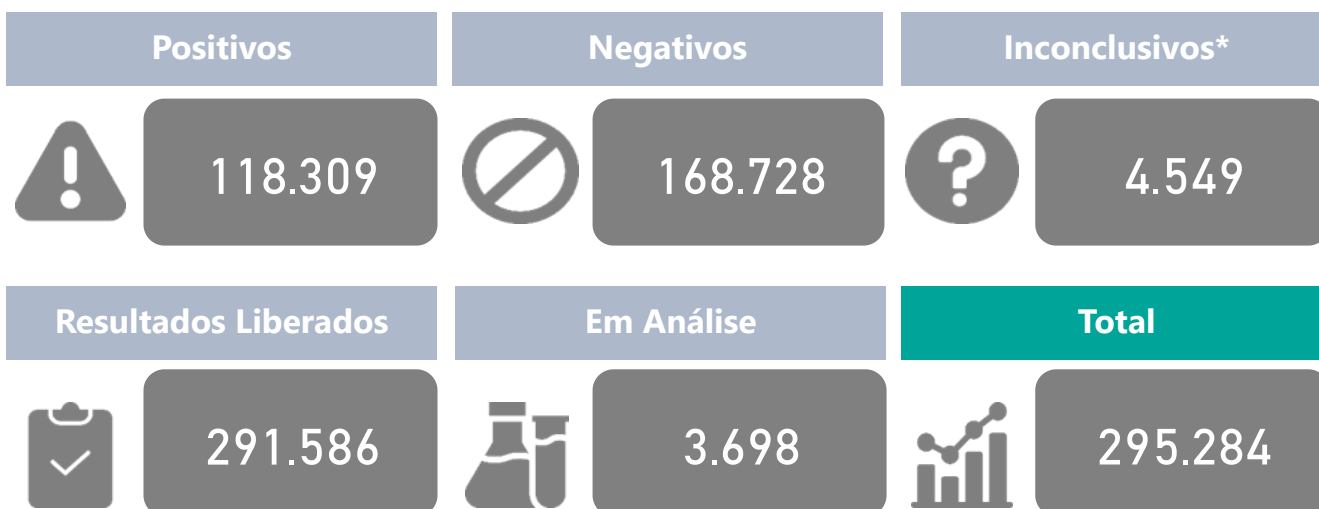 Positivos
Negativos
Inconclusivos*
118.309
168.728
4.549
Resultados Liberados
Em Análise
Total
291.586
3.698
295.284